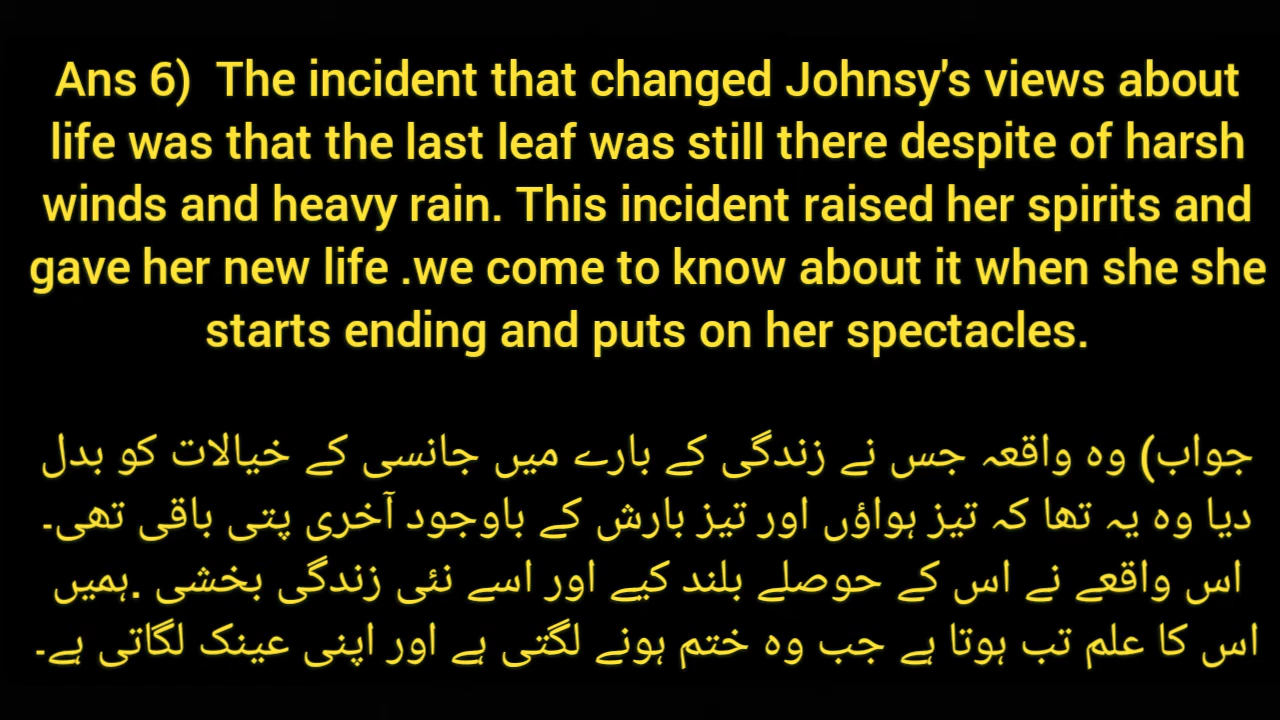 Ans 6)  The incident that changed Johnsy's views about
life was that the last leaf was still there despite of harsh
winds and heavy rain. This incident raised her spirits and
gave her new life .we come to know about it when she she
starts ending and puts on her spectacles.
جواب) وہ واقعہ جس نے زندگی کے بارے میں جانسی کے خیالات کو بدل
دیا وہ یہ تھا کہ تیز ہواؤں اور تیز بارش کے باوجود آخری پتی باقی تھی۔
اس واقعے نے اس کے حوصلے بلند کیے اور اسے نئی زندگی بخشی .ہمیں
اس کا علم تب ہوتا ہے جب وہ ختم ہونے لگتی ہے اور اپنی عینک لگاتی ہے۔